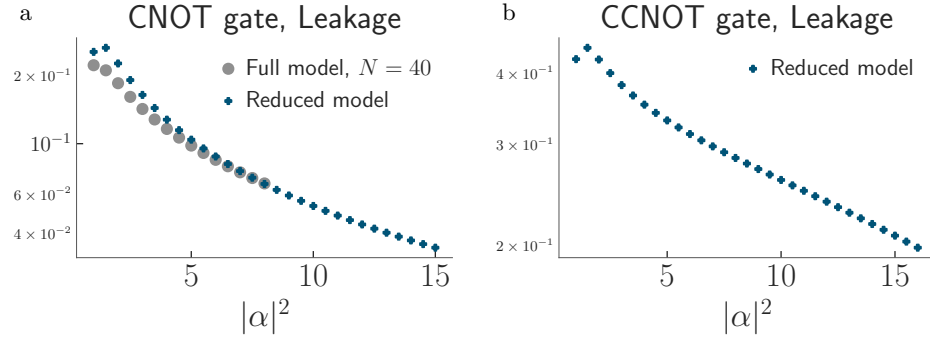 a
CNOT gate, Leakage
Full model, N = 40
Reduced model
2 × 10⁻¹
10⁻¹
6 × 10⁻²
4 × 10⁻²
5 10 15
|α|²
b
CCNOT gate, Leakage
Reduced model
4 × 10⁻¹
3 × 10⁻¹
2 × 10⁻¹
5 10 15
|α|²